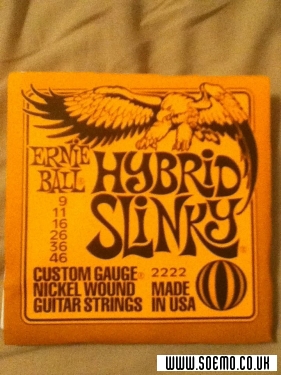 ERNIE
BALL®
HYBRID
SLINKY®
9
11
16
26
36
46
CUSTOM GAUGE®
NICKEL WOUND
GUITAR STRINGS
2222
MADE
IN USA
WWW.SOEMO.CO.UK